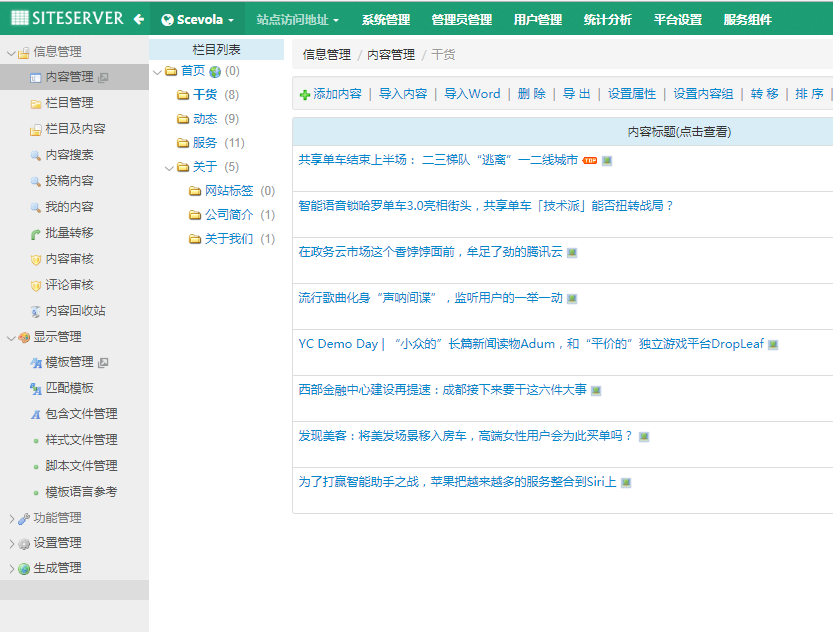 SITESERVER Scevola 站点访问地址 系统管理 管理员管理 用户管理 统计分析 平台设置 服务组件
信息管理
内容管理
栏目管理
栏目及内容
内容搜索
投稿内容
我的内容
批量转移
内容审核
评论审核
内容回收站
显示管理
模板管理
匹配模板
包含文件管理
样式文件管理
脚本文件管理
模板语言参考
功能管理
设置管理
生成管理
栏目列表
首页 (0)
干货 (8)
动态 (9)
服务 (11)
关于 (5)
网站标签 (0)
公司简介 (1)
关于我们 (1)
信息管理 / 内容管理 / 干货
添加内容 | 导入内容 | 导入Word | 删 除 | 导 出 | 设置属性 | 设置内容组 | 转 移 | 排 序 |
内容标题(点击查看)
共享单车结束上半场： 二三梯队“逃离”一二线城市 TOP
智能语音锁哈罗单车3.0亮相街头，共享单车「技术派」能否扭转战局？
在政务云市场这个香饽饽面前，牟足了劲的腾讯云
流行歌曲化身“声呐间谍”，监听用户的一举一动
YC Demo Day | “小众的”长篇新闻读物Adum，和“平价的”独立游戏平台DropLeaf
西部金融中心建设再提速：成都接下来要干这六件大事
发现美客：将美发场景移入房车，高端女性用户会为此买单吗？
为了打赢智能助手之战，苹果把越来越多的服务整合到Siri上